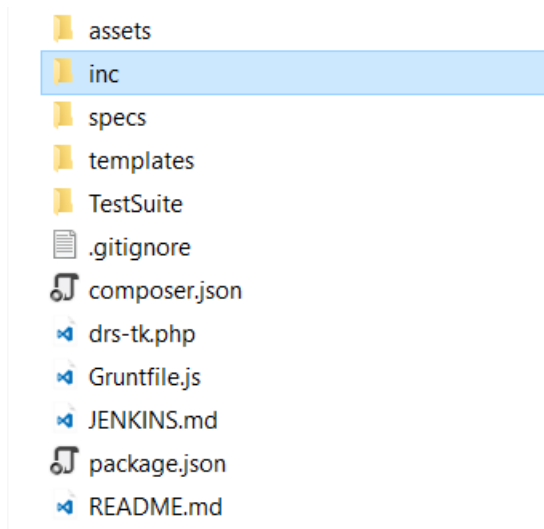 assets
inc
specs
templates
TestSuite
.gitignore
composer.json
drs-tk.php
Gruntfile.js
JENKINS.md
package.json
README.md